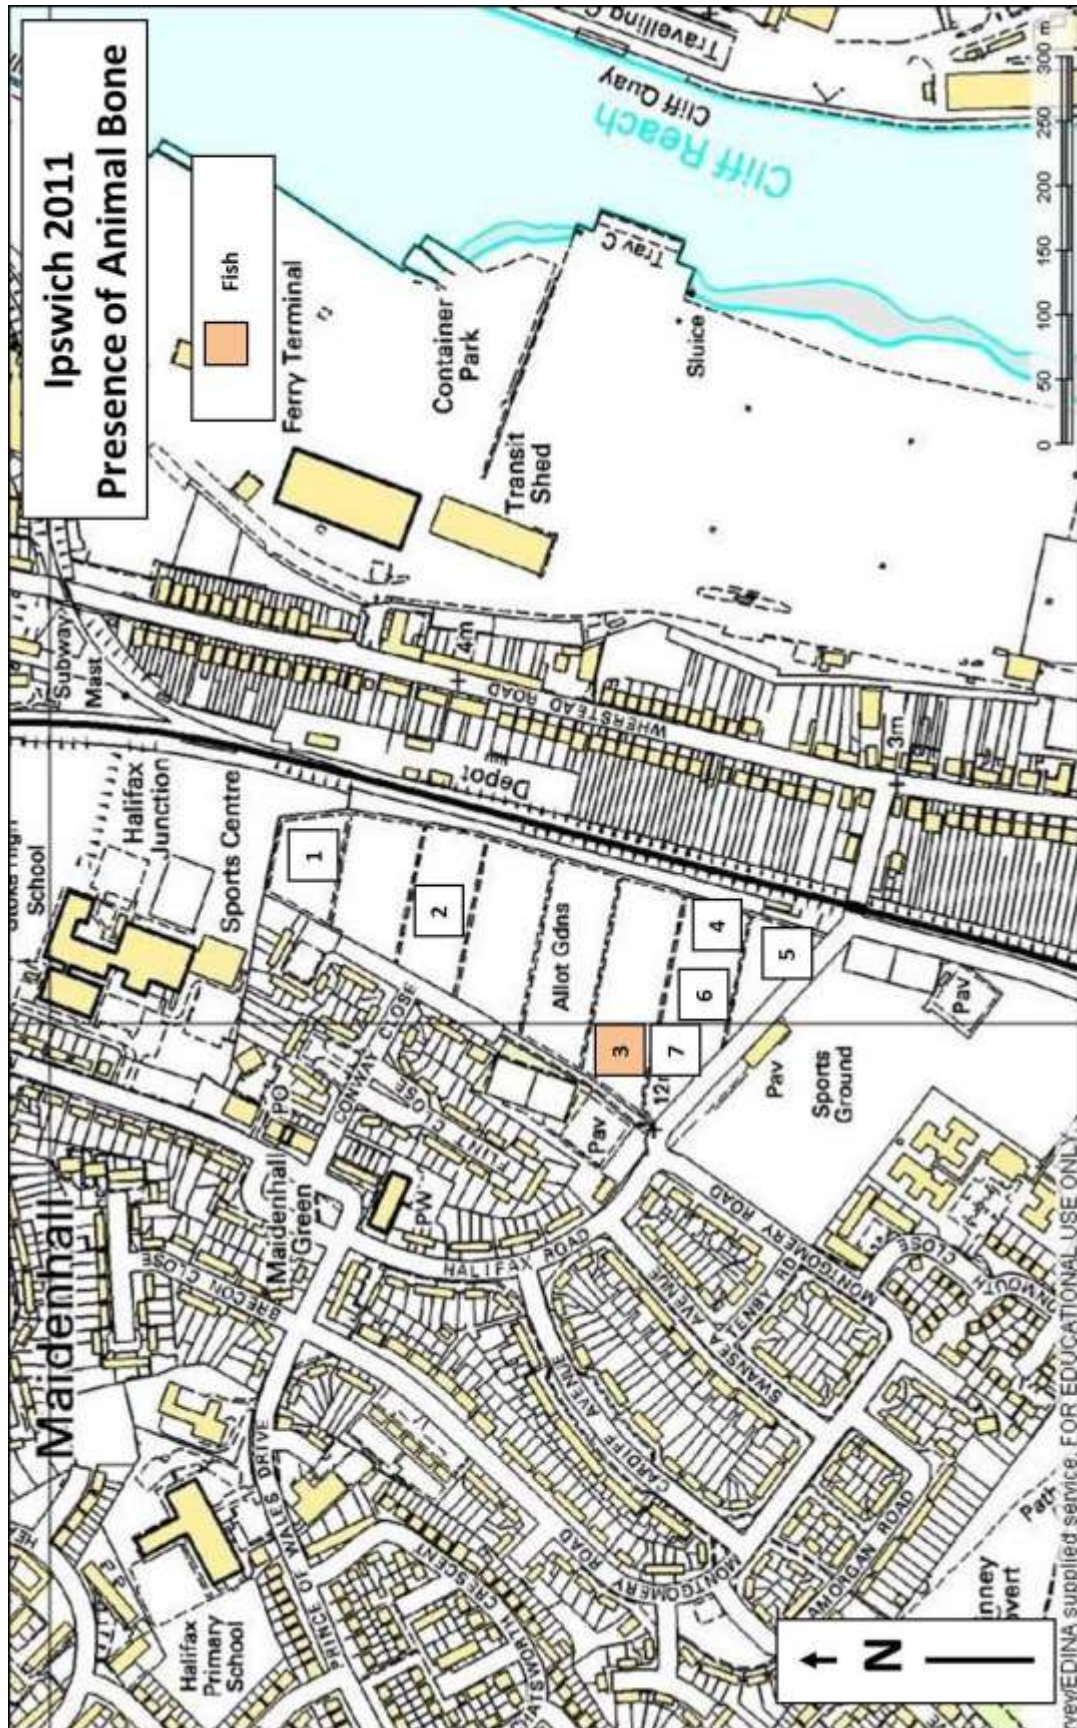 Ipswich 2011
Presence of Animal Bone
Fish
Maidenhall
School
Halifax
Junction
Subway
Mast
Sports Centre
Ferry Terminal
Container
Park
Transit
Shed
Trav C
Sluice
Cliff Reach
Cliff Quay
Travelling C
WHERSTEAD ROAD
4m
3m
Depot
Allot Gdns
1
2
3
4
5
6
7
Pav
Pav
Pav
Sports
Ground
PO
CONWAY CLOSE
FLINT CLOSE
Maidenhall
Green
PW
HALIFAX ROAD
BRECON CLOSE
PRINCE OF WALES DRIVE
Halifax
Primary
School
CARDIFF AVENUE
SWANSEA AVENUE
TENBY RD
MONTGOMERY ROAD
MONTGOMERY ROAD
CLOSE
CRESCENT
ROAD
Path
N
0 50 100 150 200 250 300 m
supplied service. FOR EDUCATIONAL USE ONLY.